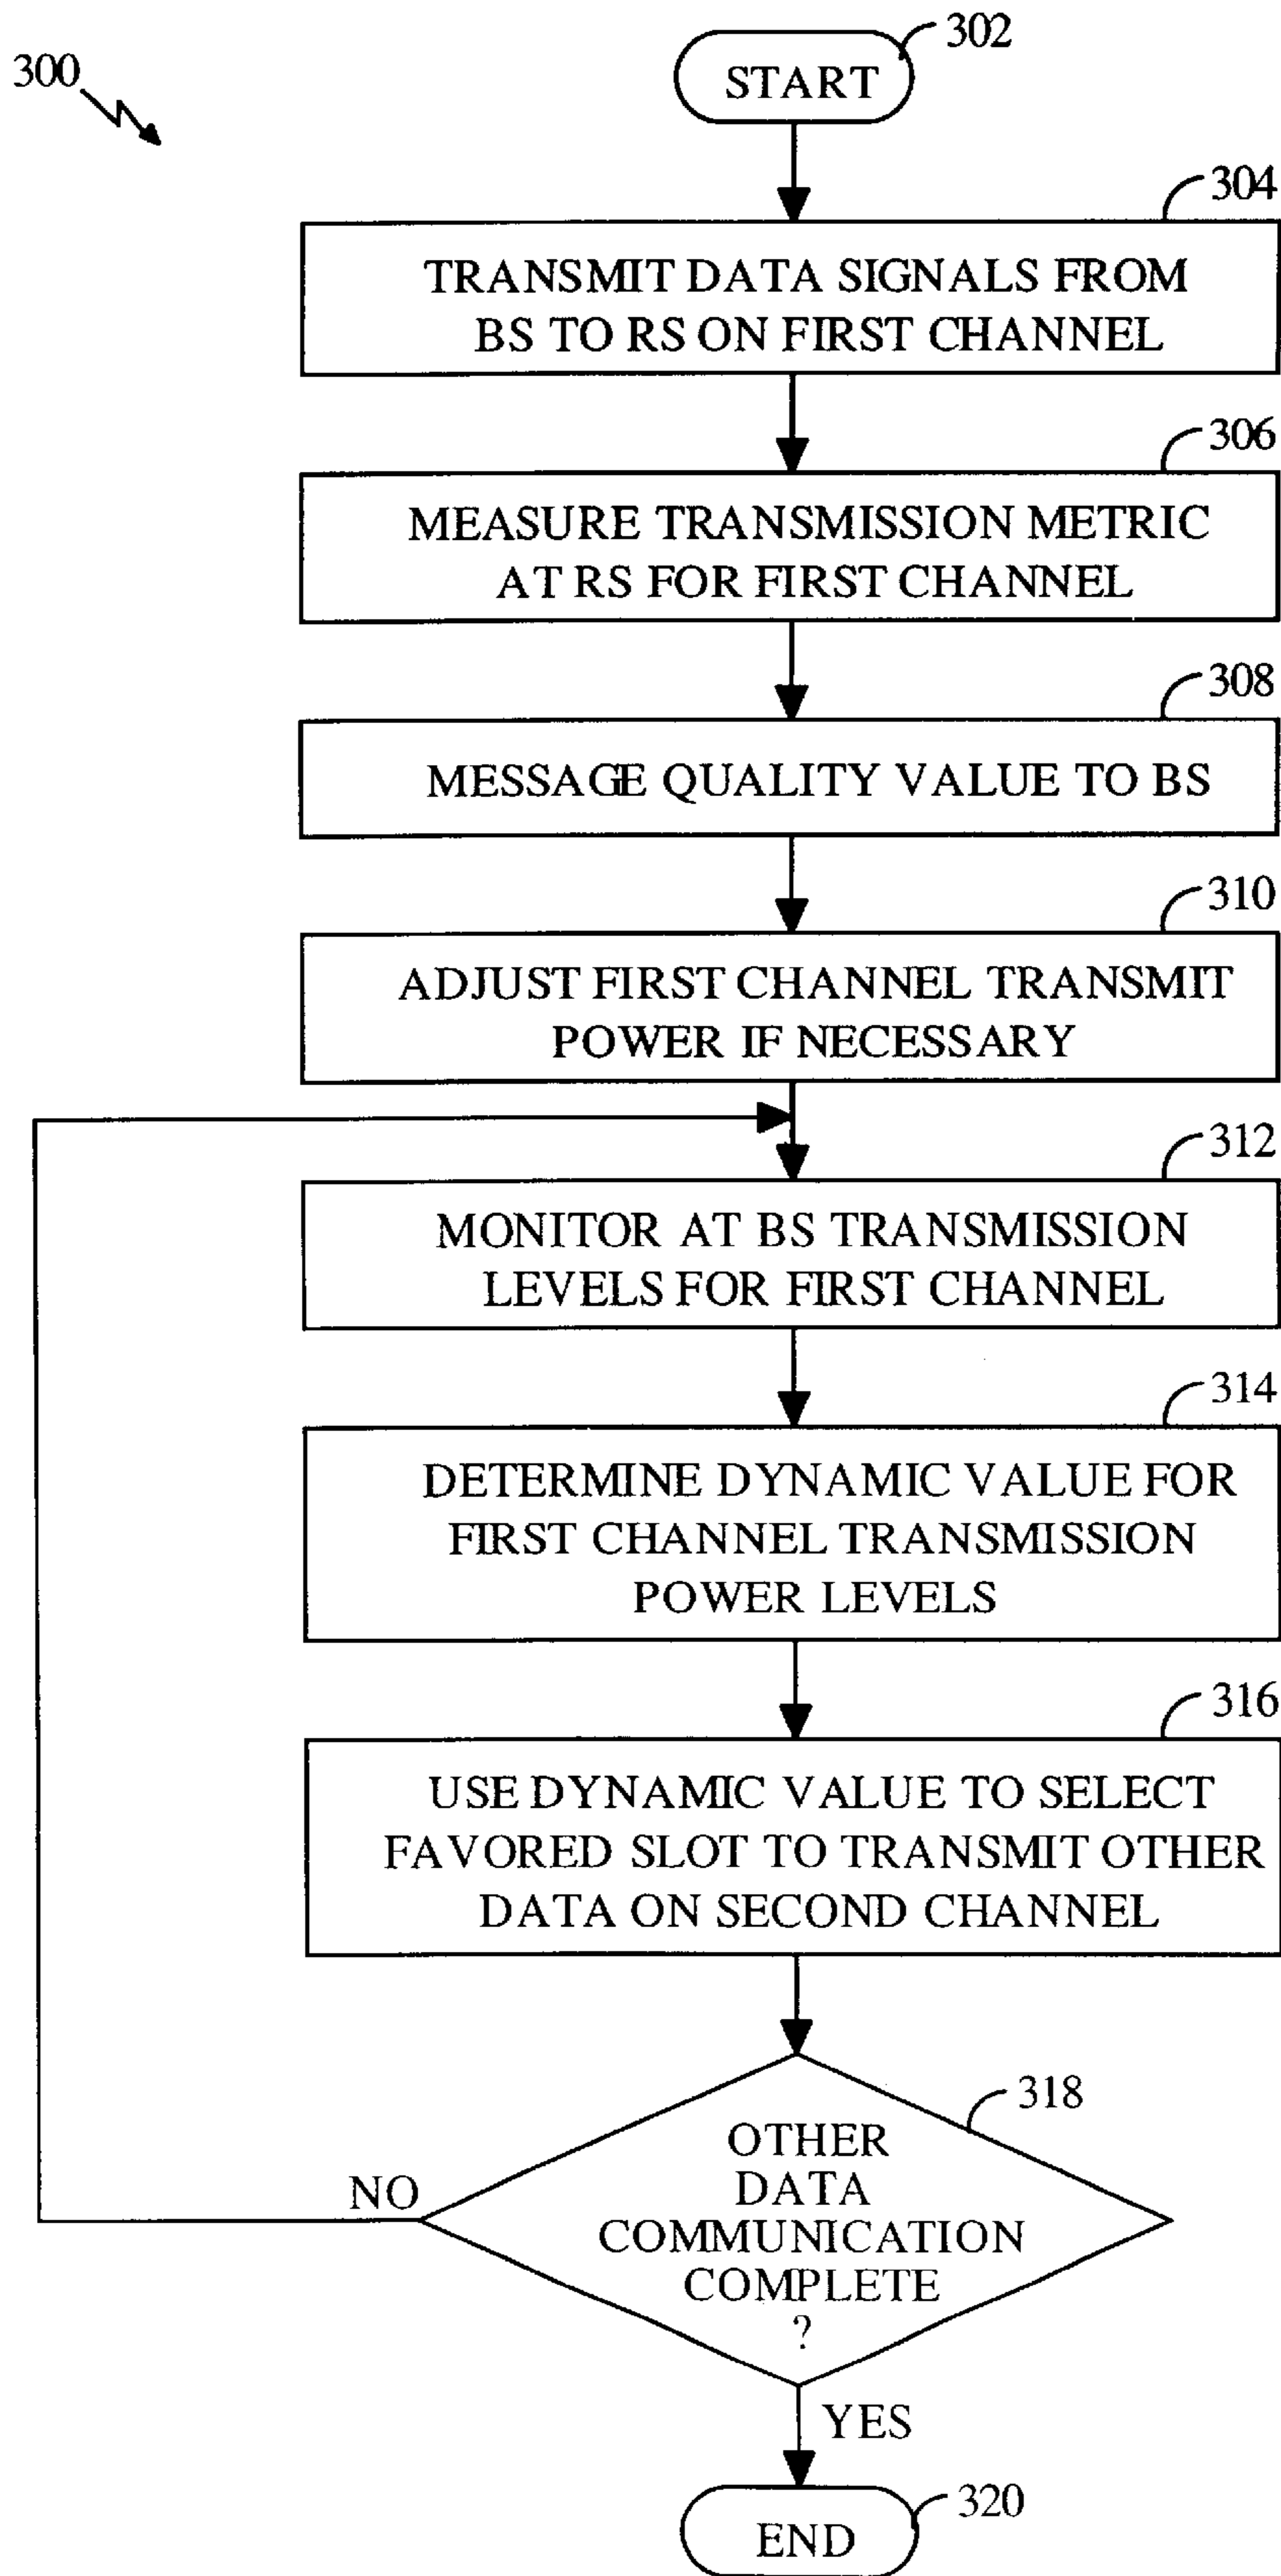 300
START
302
304
TRANSMIT DATA SIGNALS FROM
BS TO RS ON FIRST CHANNEL
306
MEASURE TRANSMISSION METRIC
AT RS FOR FIRST CHANNEL
308
MESSAGE QUALITY VALUE TO BS
310
ADJUST FIRST CHANNEL TRANSMIT
POWER IF NECESSARY
312
MONITOR AT BS TRANSMISSION
LEVELS FOR FIRST CHANNEL
314
DETERMINE DYNAMIC VALUE FOR
FIRST CHANNEL TRANSMISSION
POWER LEVELS
316
USE DYNAMIC VALUE TO SELECT
FAVORED SLOT TO TRANSMIT OTHER
DATA ON SECOND CHANNEL
318
OTHER
DATA
COMMUNICATION
COMPLETE
?
NO
YES
END
320